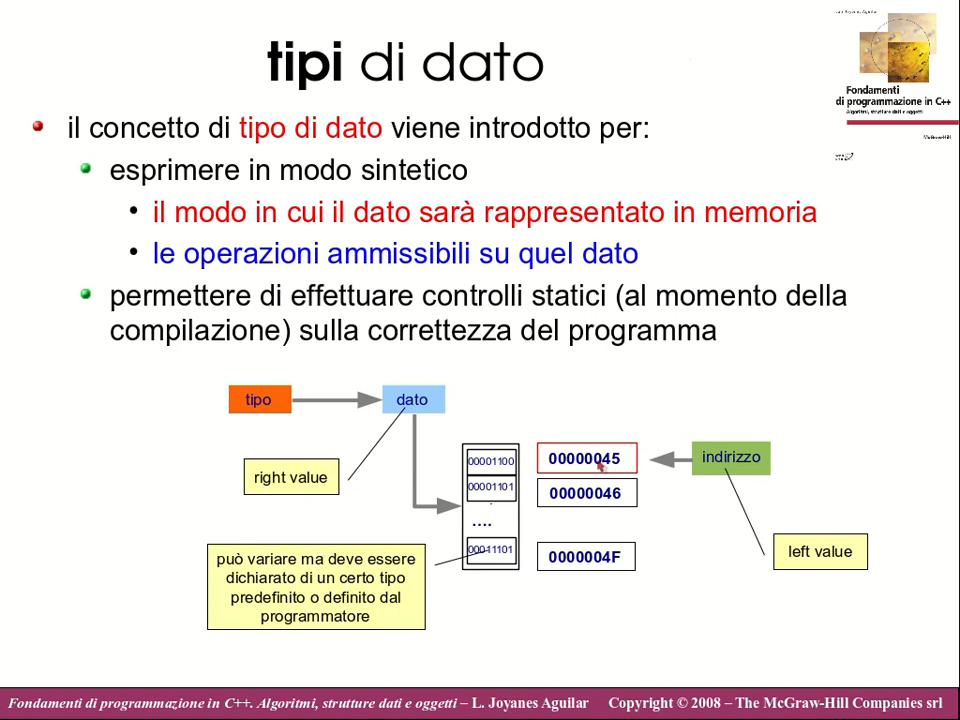 tipi di dato
Fondamenti
di programmazione in C++
Algoritmi, strutture dati e oggetti
McGraw-Hill
il concetto di tipo di dato viene introdotto per:
esprimere in modo sintetico
il modo in cui il dato sarà rappresentato in memoria
le operazioni ammissibili su quel dato
permettere di effettuare controlli statici (al momento della
compilazione) sulla correttezza del programma
tipo
dato
right value
00001100
00001101
.
....
00011101
00000045
00000046
0000004F
indirizzo
left value
può variare ma deve essere
dichiarato di un certo tipo
predefinito o definito dal
programmatore
Fondamenti di programmazione in C++. Algoritmi, strutture dati e oggetti – L. Joyanes Aguilar Copyright © 2008 – The McGraw-Hill Companies srl